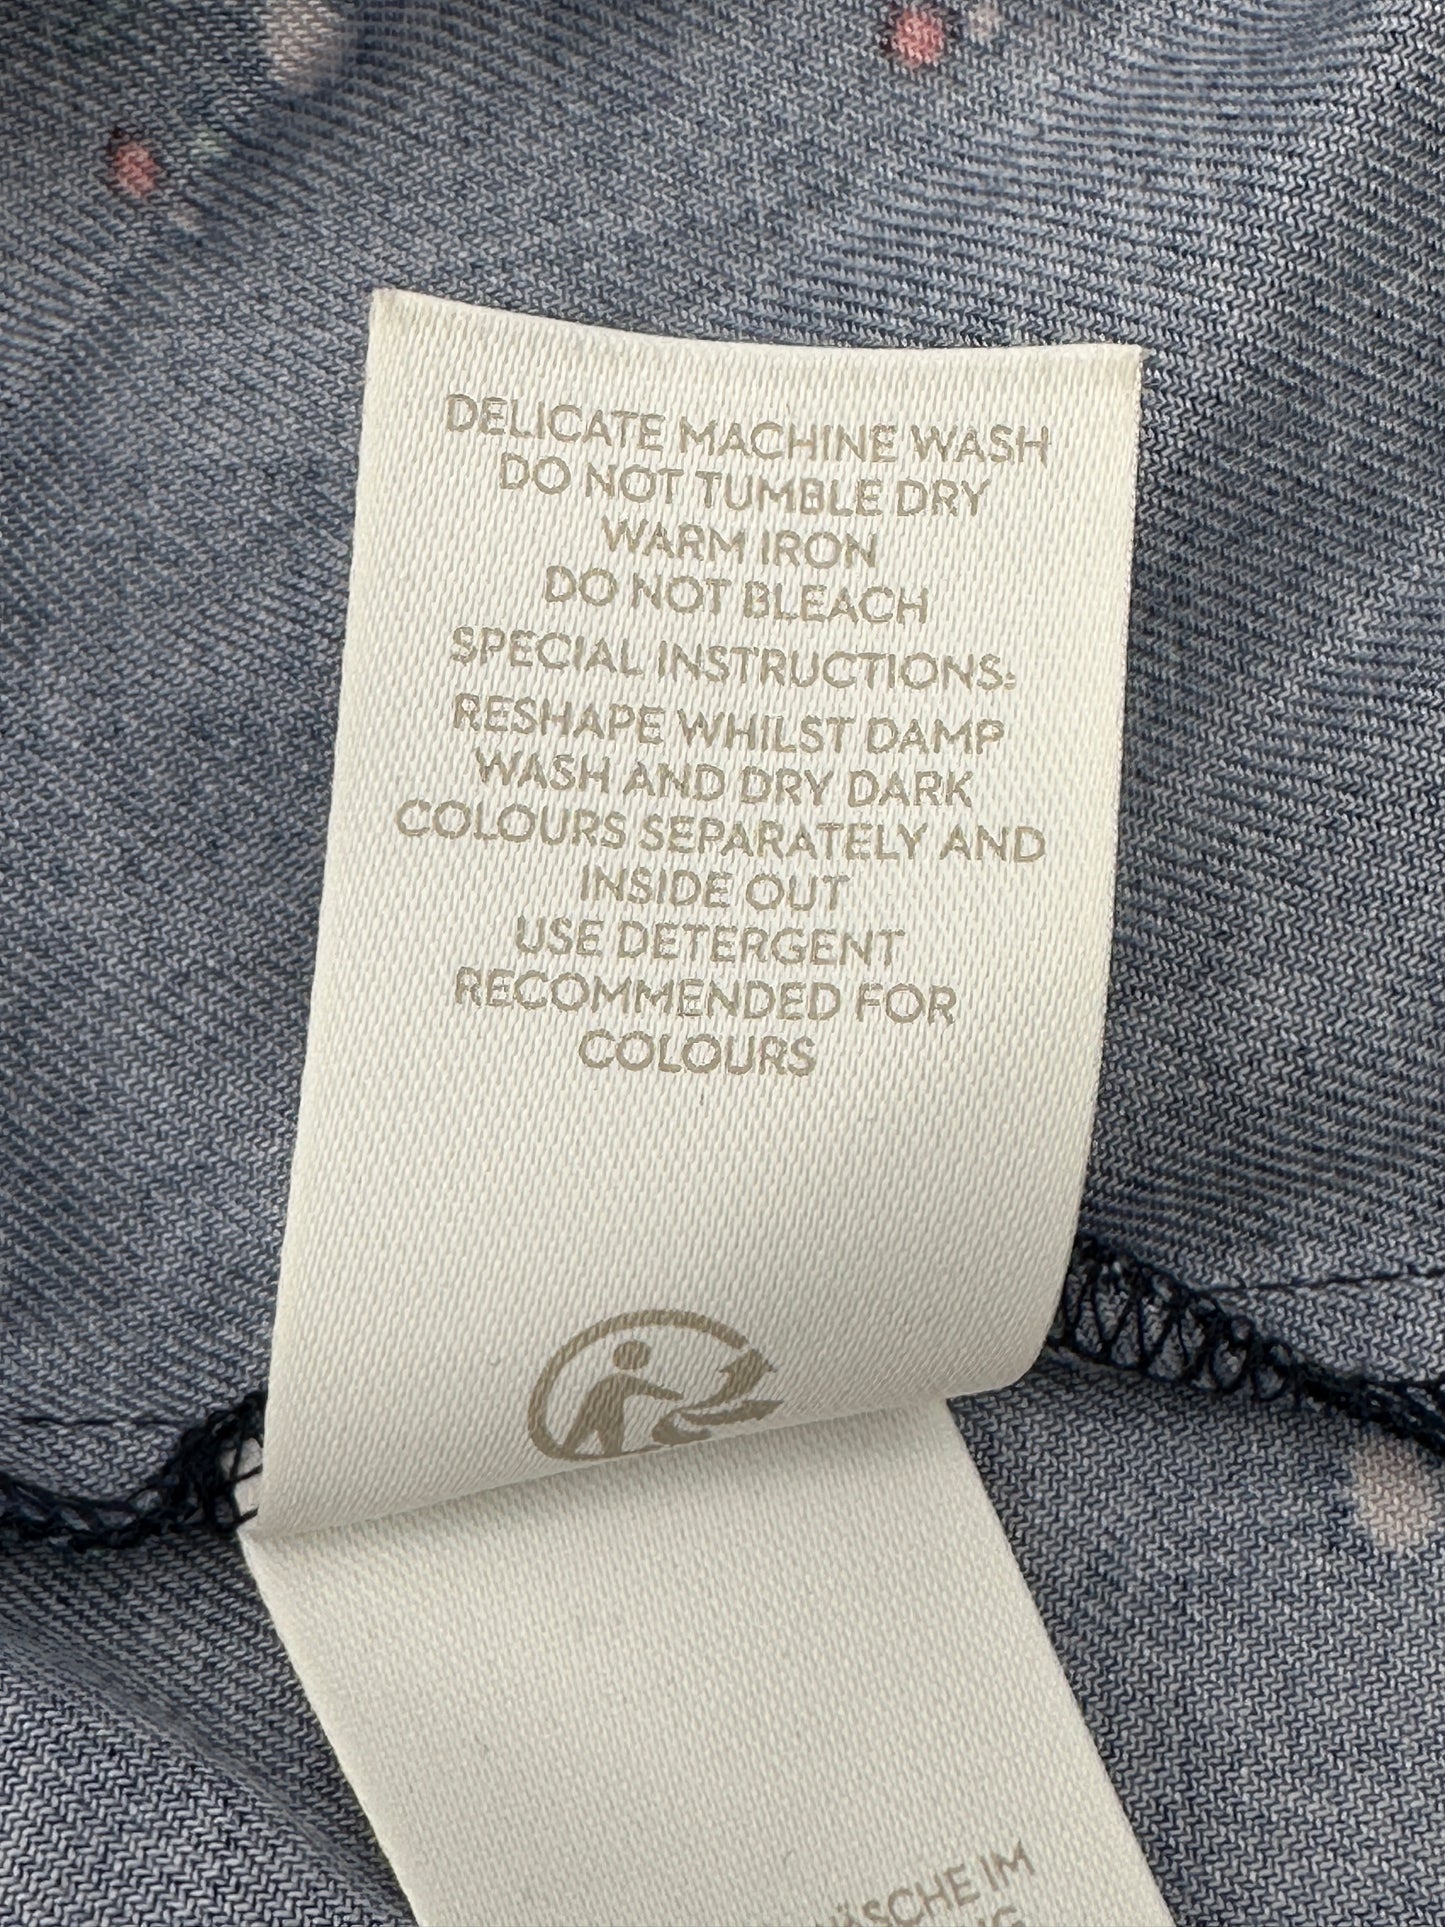 DELICATE MACHINE WASH
DO NOT TUMBLE DRY
WARM IRON
DO NOT BLEACH
SPECIAL INSTRUCTIONS:
RESHAPE WHILST DAMP
WASH AND DRY DARK
COLOURS SEPARATELY AND
INSIDE OUT
USE DETERGENT
RECOMMENDED FOR
COLOURS
IM